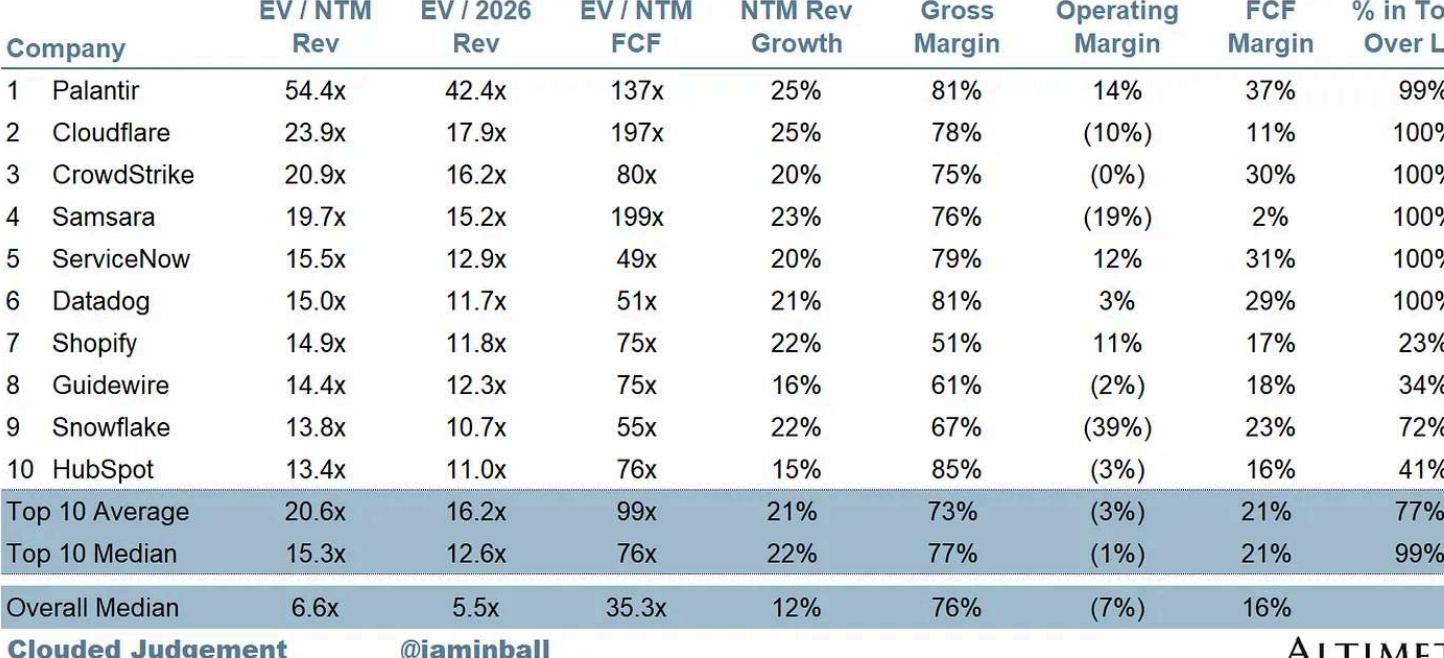 EV / NTM EV / 2026 EV / NTM NTM Rev Gross Operating FCF % in
Company Rev Rev FCF Growth Margin Margin Margin Over
1 Palantir 54.4x 42.4x 137x 25% 81% 14% 37% 99%
2 Cloudflare 23.9x 17.9x 197x 25% 78% (10%) 11% 100%
3 CrowdStrike 20.9x 16.2x 80x 20% 75% (0%) 30% 100%
4 Samsara 19.7x 15.2x 199x 23% 76% (19%) 2% 100%
5 ServiceNow 15.5x 12.9x 49x 20% 79% 12% 31% 100%
6 Datadog 15.0x 11.7x 51x 21% 81% 3% 29% 100%
7 Shopify 14.9x 11.8x 75x 22% 51% 11% 17% 23%
8 Guidewire 14.4x 12.3x 75x 16% 61% (2%) 18% 34%
9 Snowflake 13.8x 10.7x 55x 22% 67% (39%) 23% 72%
10 HubSpot 13.4x 11.0x 76x 15% 85% (3%) 16% 41%
Top 10 Average 20.6x 16.2x 99x 21% 73% (3%) 21% 77%
Top 10 Median 15.3x 12.6x 76x 22% 77% (1%) 21% 99%
Overall Median 6.6x 5.5x 35.3x 12% 76% (7%) 16%
Clouded Judgement @jaminball